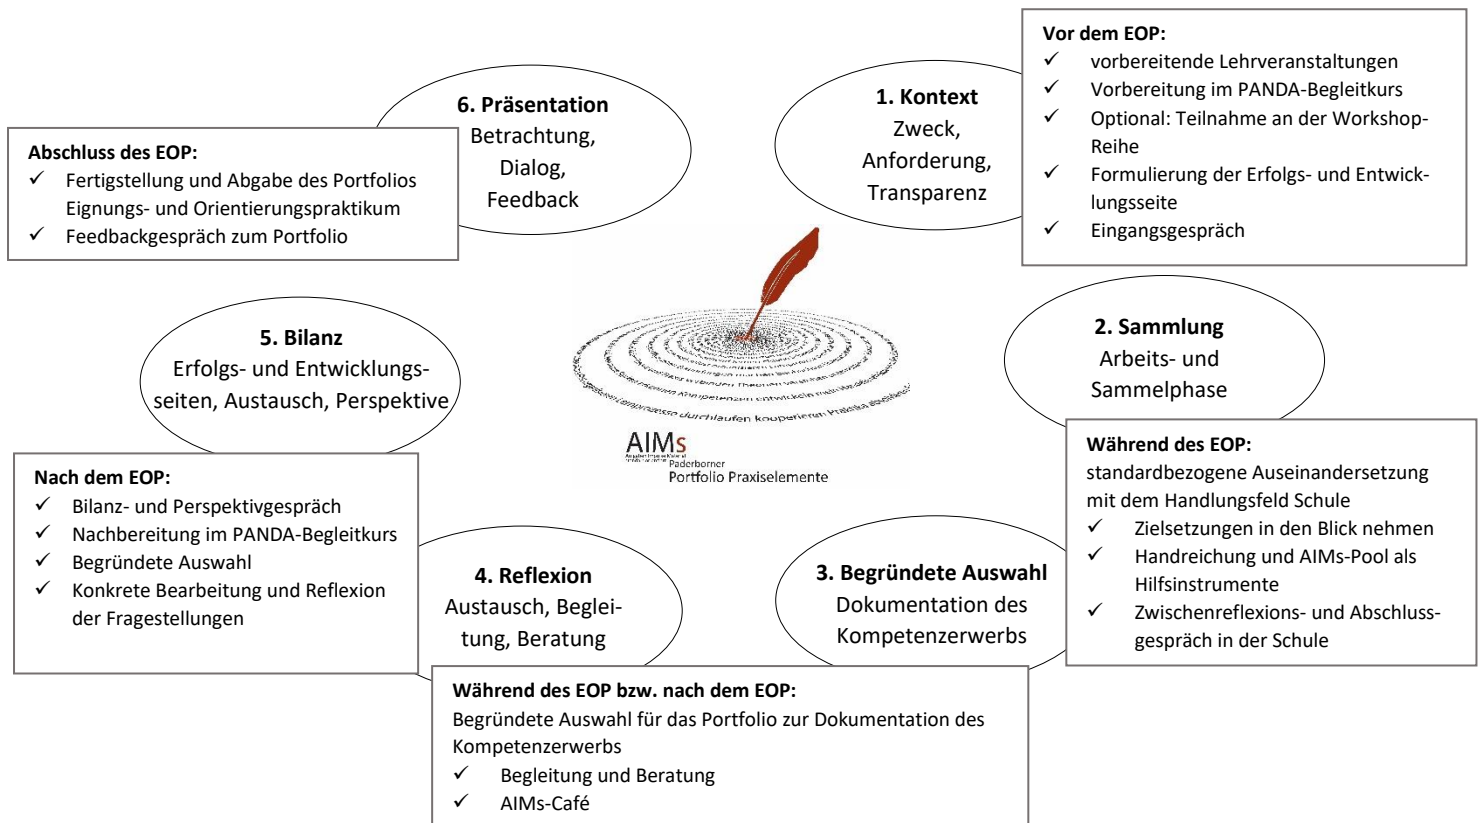 Vor dem EOP:
✓ vorbereitende Lehrveranstaltungen
✓ Vorbereitung im PANDA-Begleitkurs
✓ Optional: Teilnahme an der Workshop-
Reihe
✓ Formulierung der Erfolgs- und Entwick-
lungsseite
✓ Eingangsgespräch
1. Kontext
Zweck,
Anforderung,
Transparenz
2. Sammlung
Arbeits- und
Sammelphase
Während des EOP:
standardbezogene Auseinandersetzung
mit dem Handlungsfeld Schule
✓ Zielsetzungen in den Blick nehmen
✓ Handreichung und AIMs-Pool als
Hilfsinstrumente
✓ Zwischenreflexions- und Abschluss-
gespräch in der Schule
3. Begründete Auswahl
Dokumentation des
Kompetenzerwerbs
4. Reflexion
Austausch, Beglei-
tung, Beratung
Während des EOP bzw. nach dem EOP:
Begründete Auswahl für das Portfolio zur Dokumentation des
Kompetenzerwerbs
✓ Begleitung und Beratung
✓ AIMs-Café
5. Bilanz
Erfolgs- und Entwicklungs-
seiten, Austausch, Perspektive
Nach dem EOP:
✓ Bilanz- und Perspektivgespräch
✓ Nachbereitung im PANDA-Begleitkurs
✓ Begründete Auswahl
✓ Konkrete Bearbeitung und Reflexion
der Fragestellungen
6. Präsentation
Betrachtung,
Dialog,
Feedback
Abschluss des EOP:
✓ Fertigstellung und Abgabe des Portfolios
Eignungs- und Orientierungspraktikum
✓ Feedbackgespräch zum Portfolio
durchlaufen kooperieren
AIMs
Paderborner
Portfolio Praxiselemente